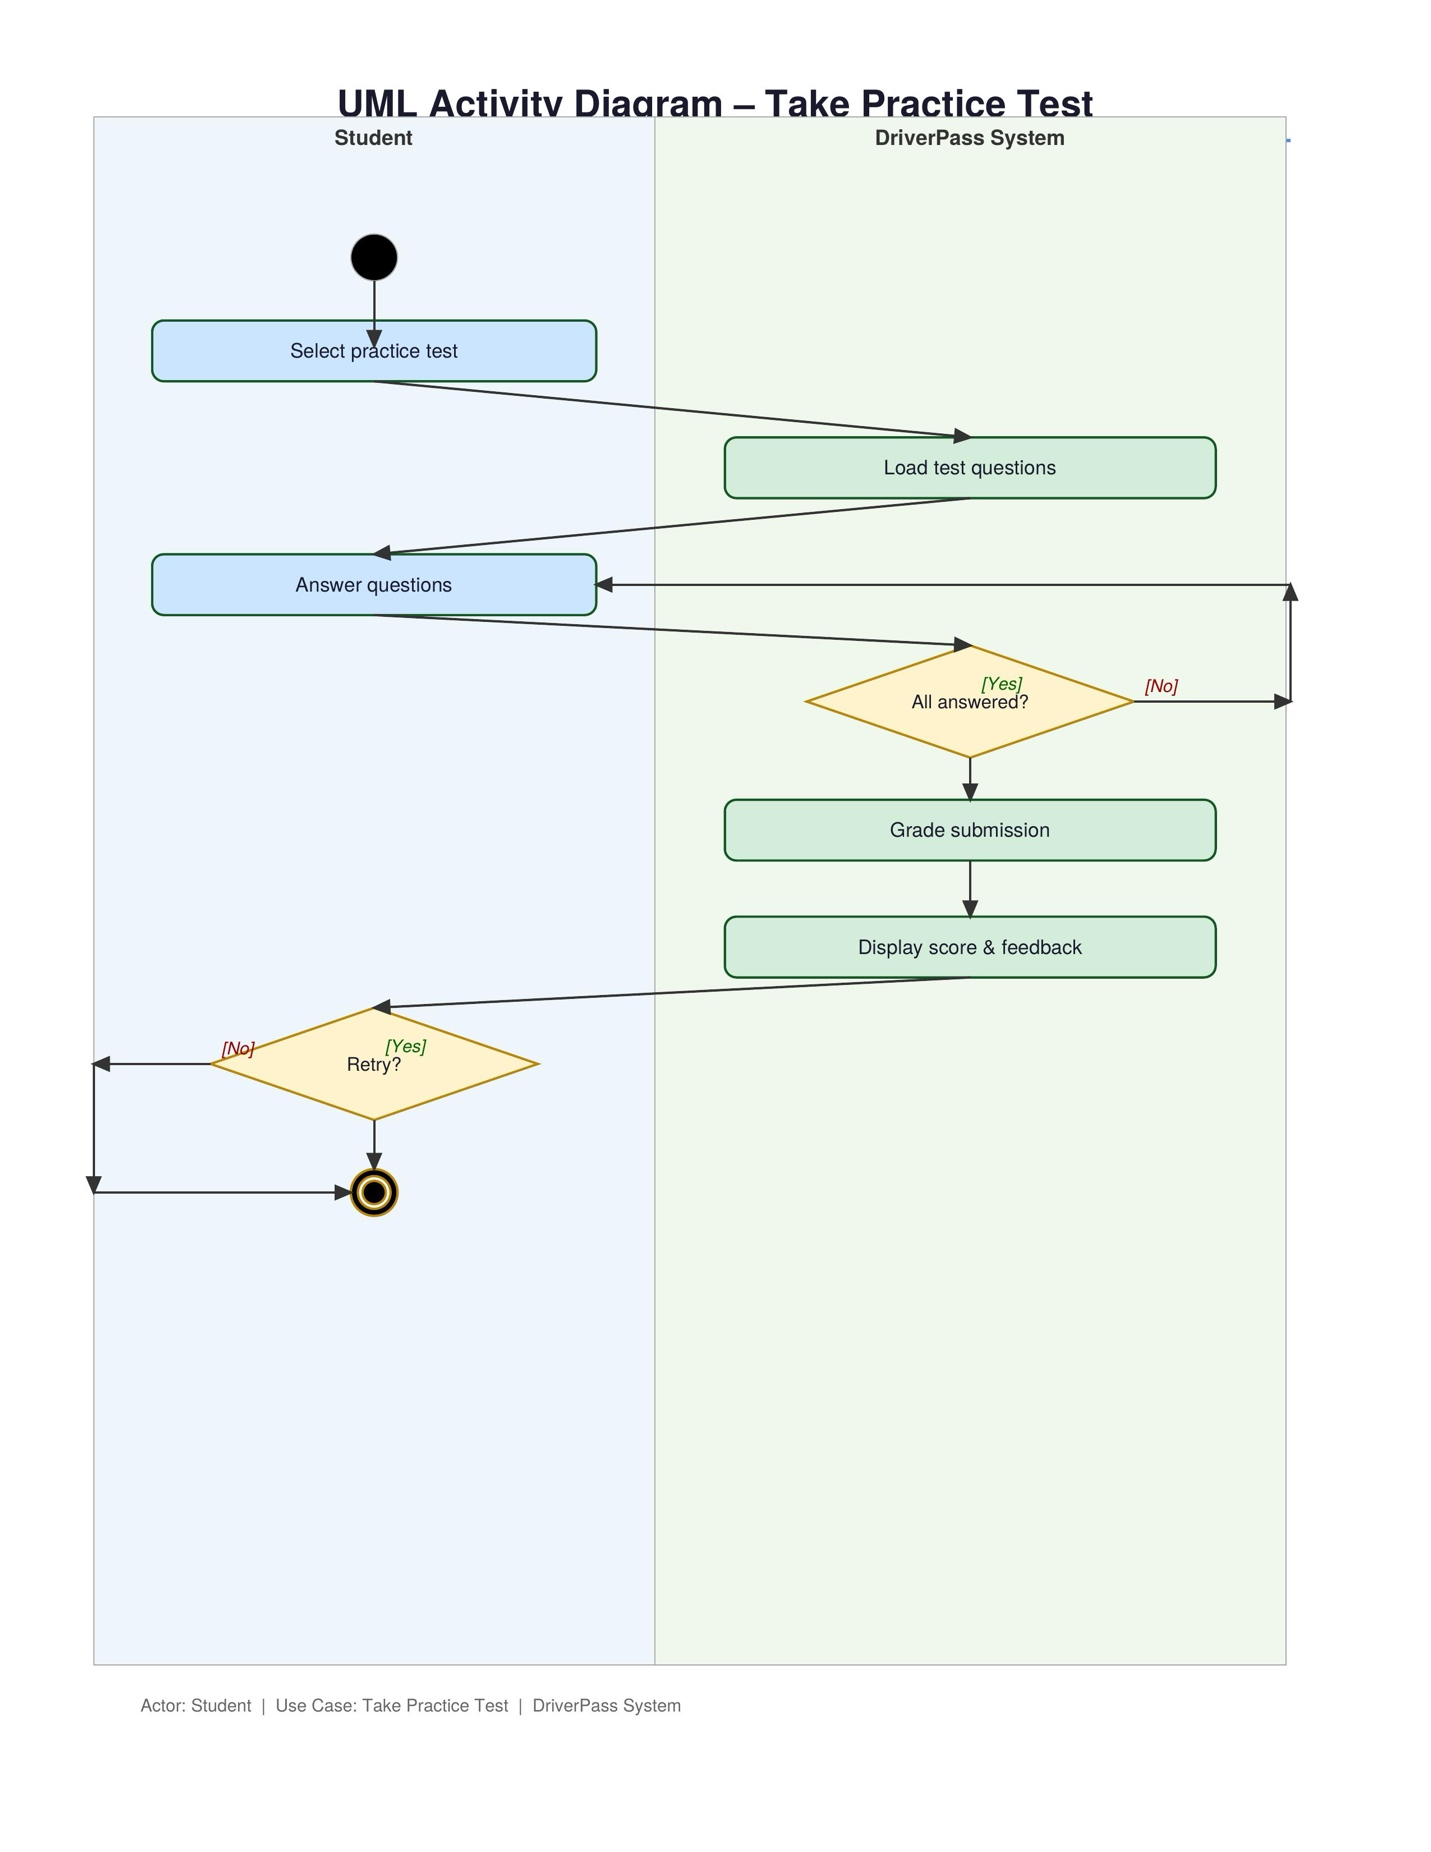 UML Activity Diagram – Take Practice Test
Student
DriverPass System
Select practice test
Load test questions
Answer questions
[Yes]
[No]
All answered?
Grade submission
Display score & feedback
[No]
[Yes]
Retry?
Actor: Student | Use Case: Take Practice Test | DriverPass System